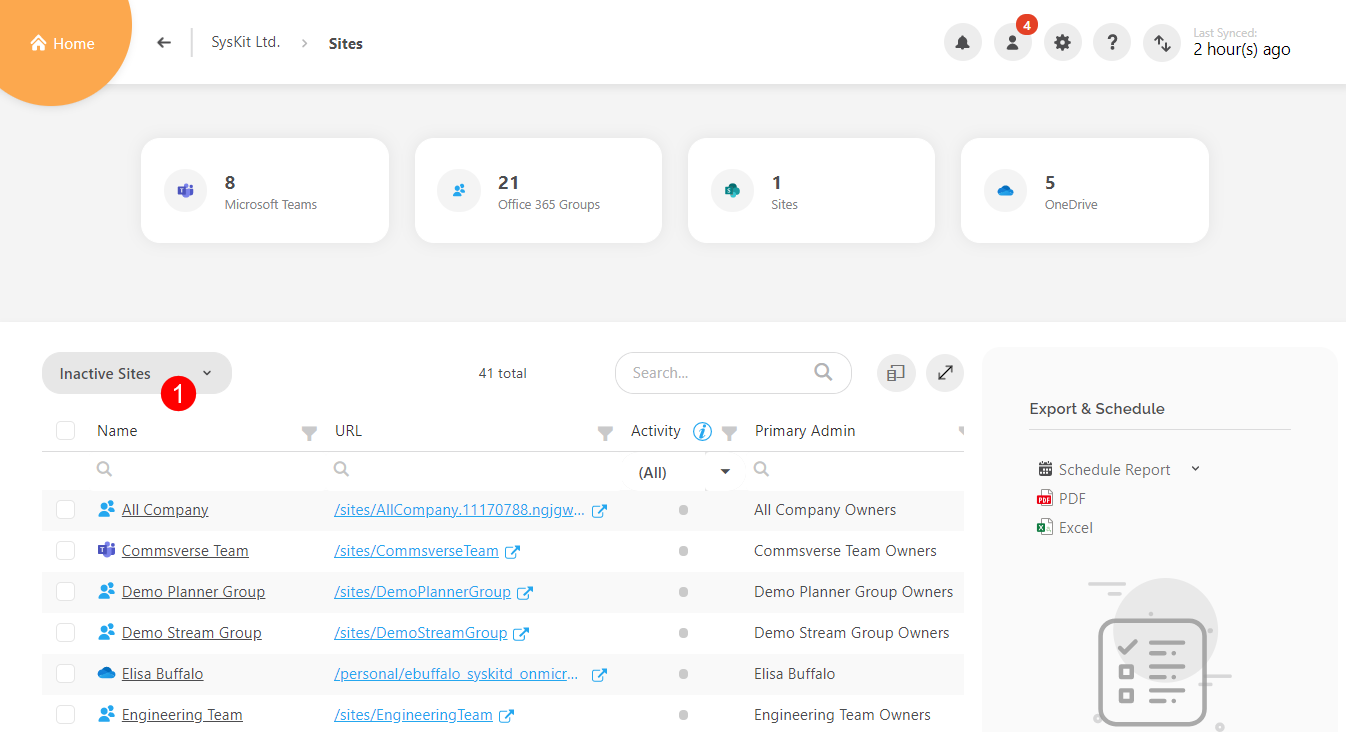 Home
SysKit Ltd.
Sites
4
Last Synced:
2 hour(s) ago
8
Microsoft Teams
21
Office 365 Groups
1
Sites
5
OneDrive
Inactive Sites
1
41 total
Search...
Name URL Activity i Primary Admin
(All)
All Company /sites/AllCompany.11170788.ngjgw... All Company Owners
Commsverse Team /sites/CommsverseTeam Commsverse Team Owners
Demo Planner Group /sites/DemoPlannerGroup Demo Planner Group Owners
Demo Stream Group /sites/DemoStreamGroup Demo Stream Group Owners
Elisa Buffalo /personal/ebuffalo_syskitd_onmicr... Elisa Buffalo
Engineering Team /sites/EngineeringTeam Engineering Team Owners
Export & Schedule
Schedule Report
PDF
Excel